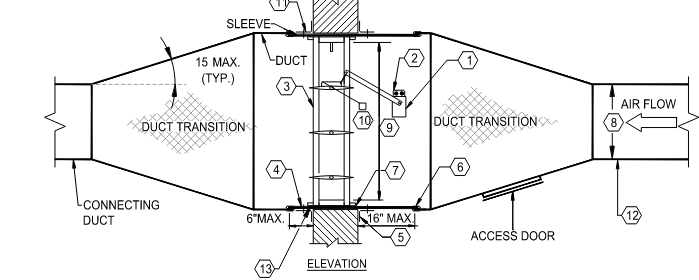 11
SLEEVE
DUCT
15 MAX.
(TYP.)
3
2
1
10
9
DUCT TRANSITION
DUCT TRANSITION
8
AIR FLOW
4
7
6
CONNECTING
DUCT
6"MAX.
16" MAX.
5
12
ACCESS DOOR
13
ELEVATION